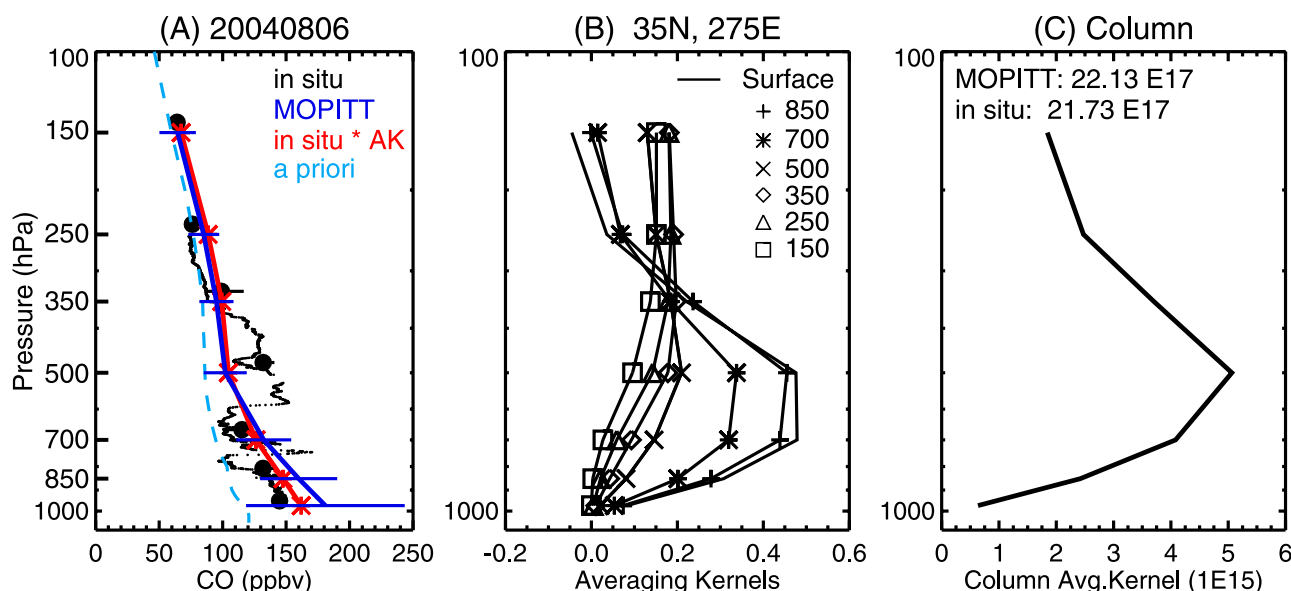 (A) 20040806
(B) 35N, 275E
(C) Column
100
150
250
350
500
700
850
1000
Pressure (hPa)
in situ
MOPITT
in situ * AK
a priori
0 50 100 150 200 250
CO (ppbv)
100
1000
Surface
850
700
500
350
250
150
-0.2 0.0 0.2 0.4 0.6
Averaging Kernels
100
1000
MOPITT: 22.13 E17
in situ: 21.73 E17
0 1 2 3 4 5 6
Column Avg.Kernel (1E15)